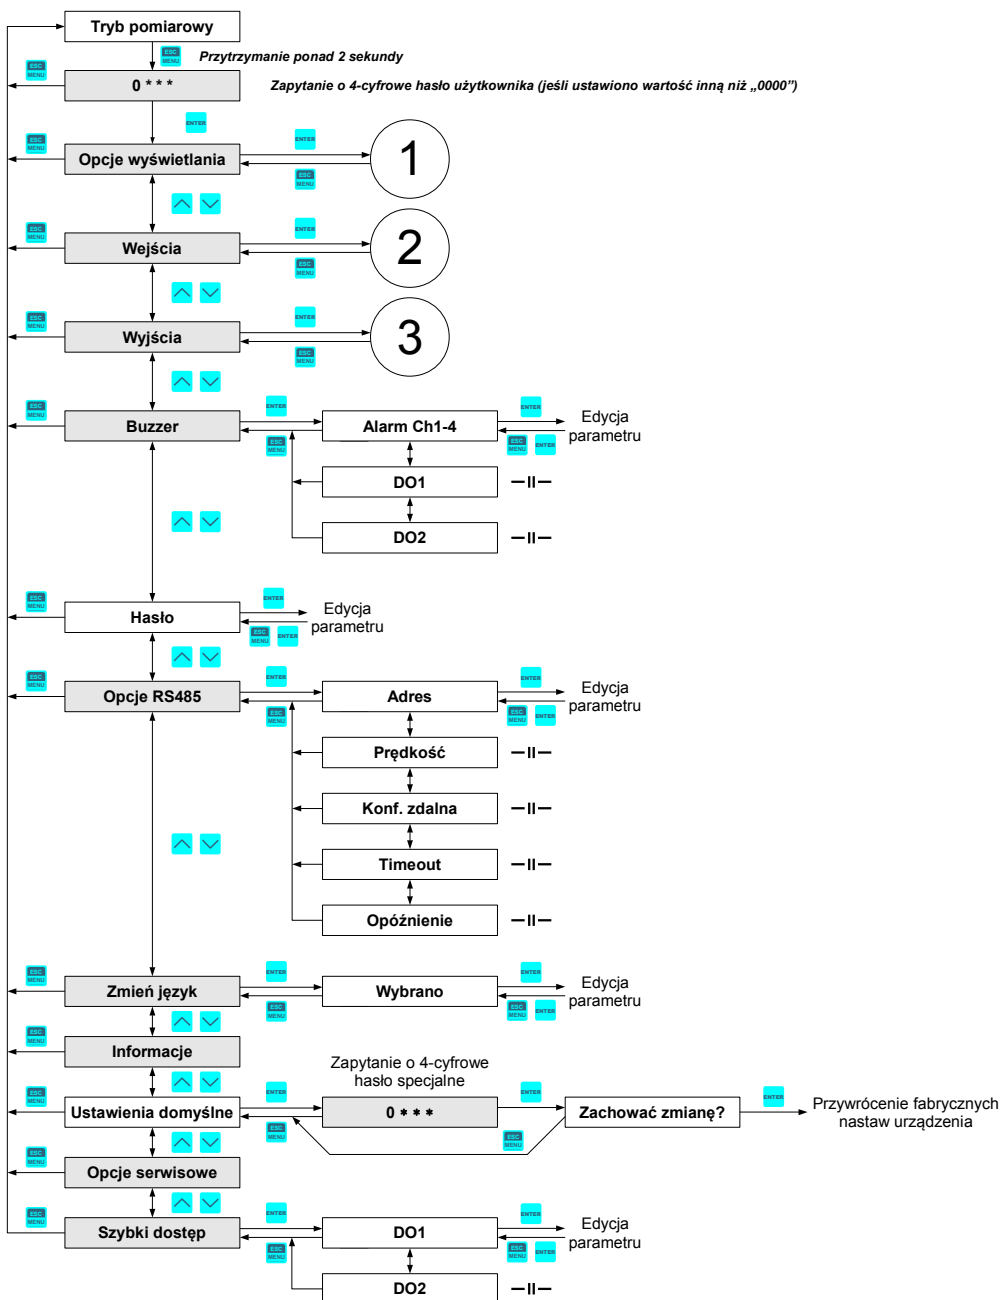 Tryb pomiarowy
ESC
MENU
Przytrzymanie ponad 2 sekundy
ESC
MENU
0 * * *
Zapytanie o 4-cyfrowe hasło użytkownika (jeśli ustawiono wartość inną niż „0000”)
ENTER
ESC
MENU
Opcje wyświetlania
ENTER
ESC
MENU
1
ESC
MENU
Wejścia
ENTER
ESC
MENU
2
ESC
MENU
Wyjścia
ENTER
ESC
MENU
3
ESC
MENU
Buzzer
ENTER
ESC
MENU
Alarm Ch1-4
ENTER
ESC
MENU
ENTER
Edycja
parametru
DO1
—II—
DO2
—II—
ESC
MENU
Hasło
ENTER
ESC
MENU
ENTER
Edycja
parametru
ESC
MENU
Opcje RS485
ENTER
ESC
MENU
Adres
ENTER
ESC
MENU
ENTER
Edycja
parametru
Prędkość
—II—
Konf. zdalna
—II—
Timeout
—II—
Opóźnienie
—II—
ESC
MENU
Zmień język
ENTER
ESC
MENU
Wybrano
ENTER
ESC
MENU
ENTER
Edycja
parametru
ESC
MENU
Informacje
Zapytanie o 4-cyfrowe
hasło specjalne
ESC
MENU
Ustawienia domyślne
ENTER
ESC
MENU
0 * * *
ENTER
ESC
MENU
Zachować zmianę?
ENTER
Przywrócenie fabrycznych
nastaw urządzenia
ESC
MENU
Opcje serwisowe
ESC
MENU
Szybki dostęp
ENTER
ESC
MENU
DO1
ENTER
ESC
MENU
ENTER
Edycja
parametru
DO2
—II—